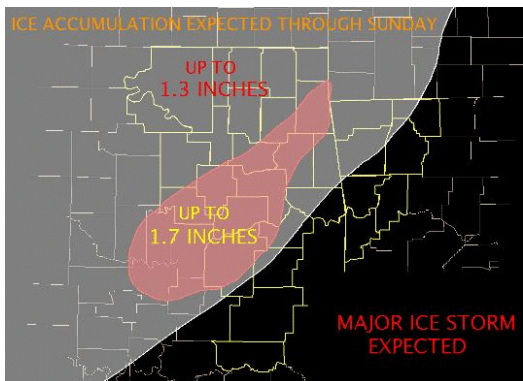 ICE ACCUMULATION EXPECTED THROUGH SUNDAY
UP TO
1.3 INCHES
UP TO
1.7 INCHES
MAJOR ICE STORM
EXPECTED